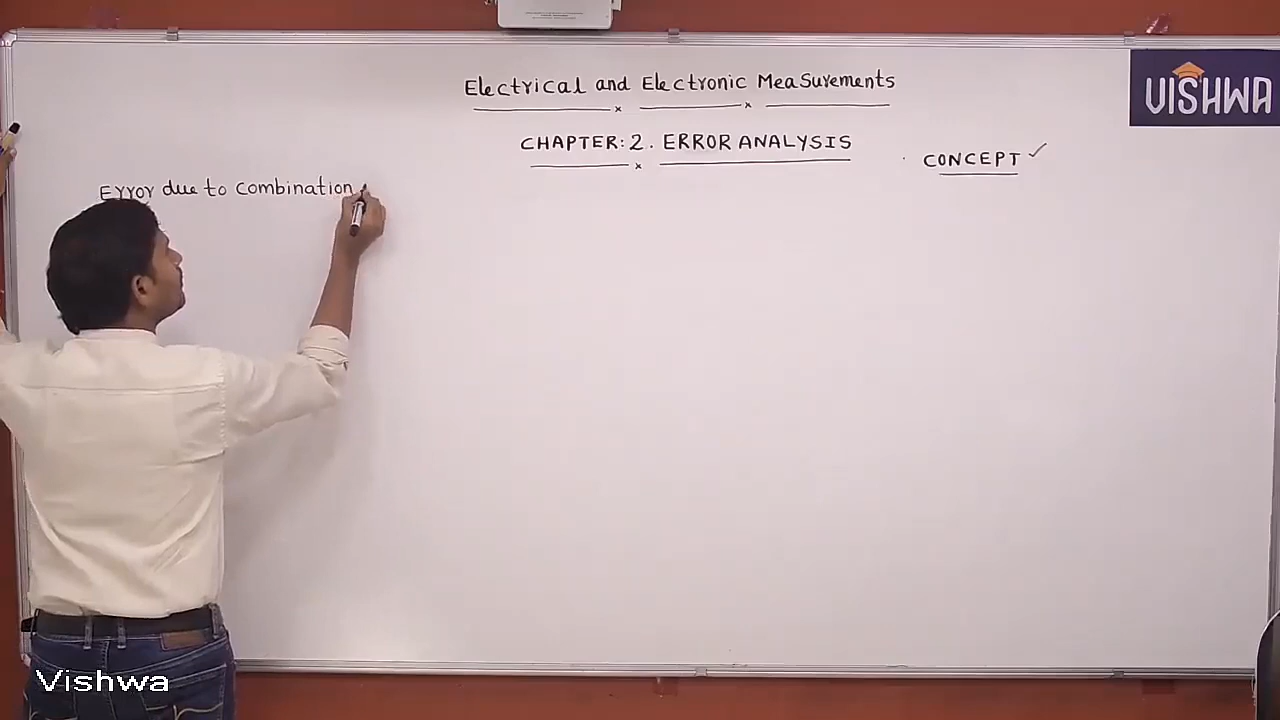 Electrical and Electronic MeaSurements
VISHWA
CHAPTER: 2. ERROR ANALYSIS
CONCEPT ✓
Error due to combination
Vishwa